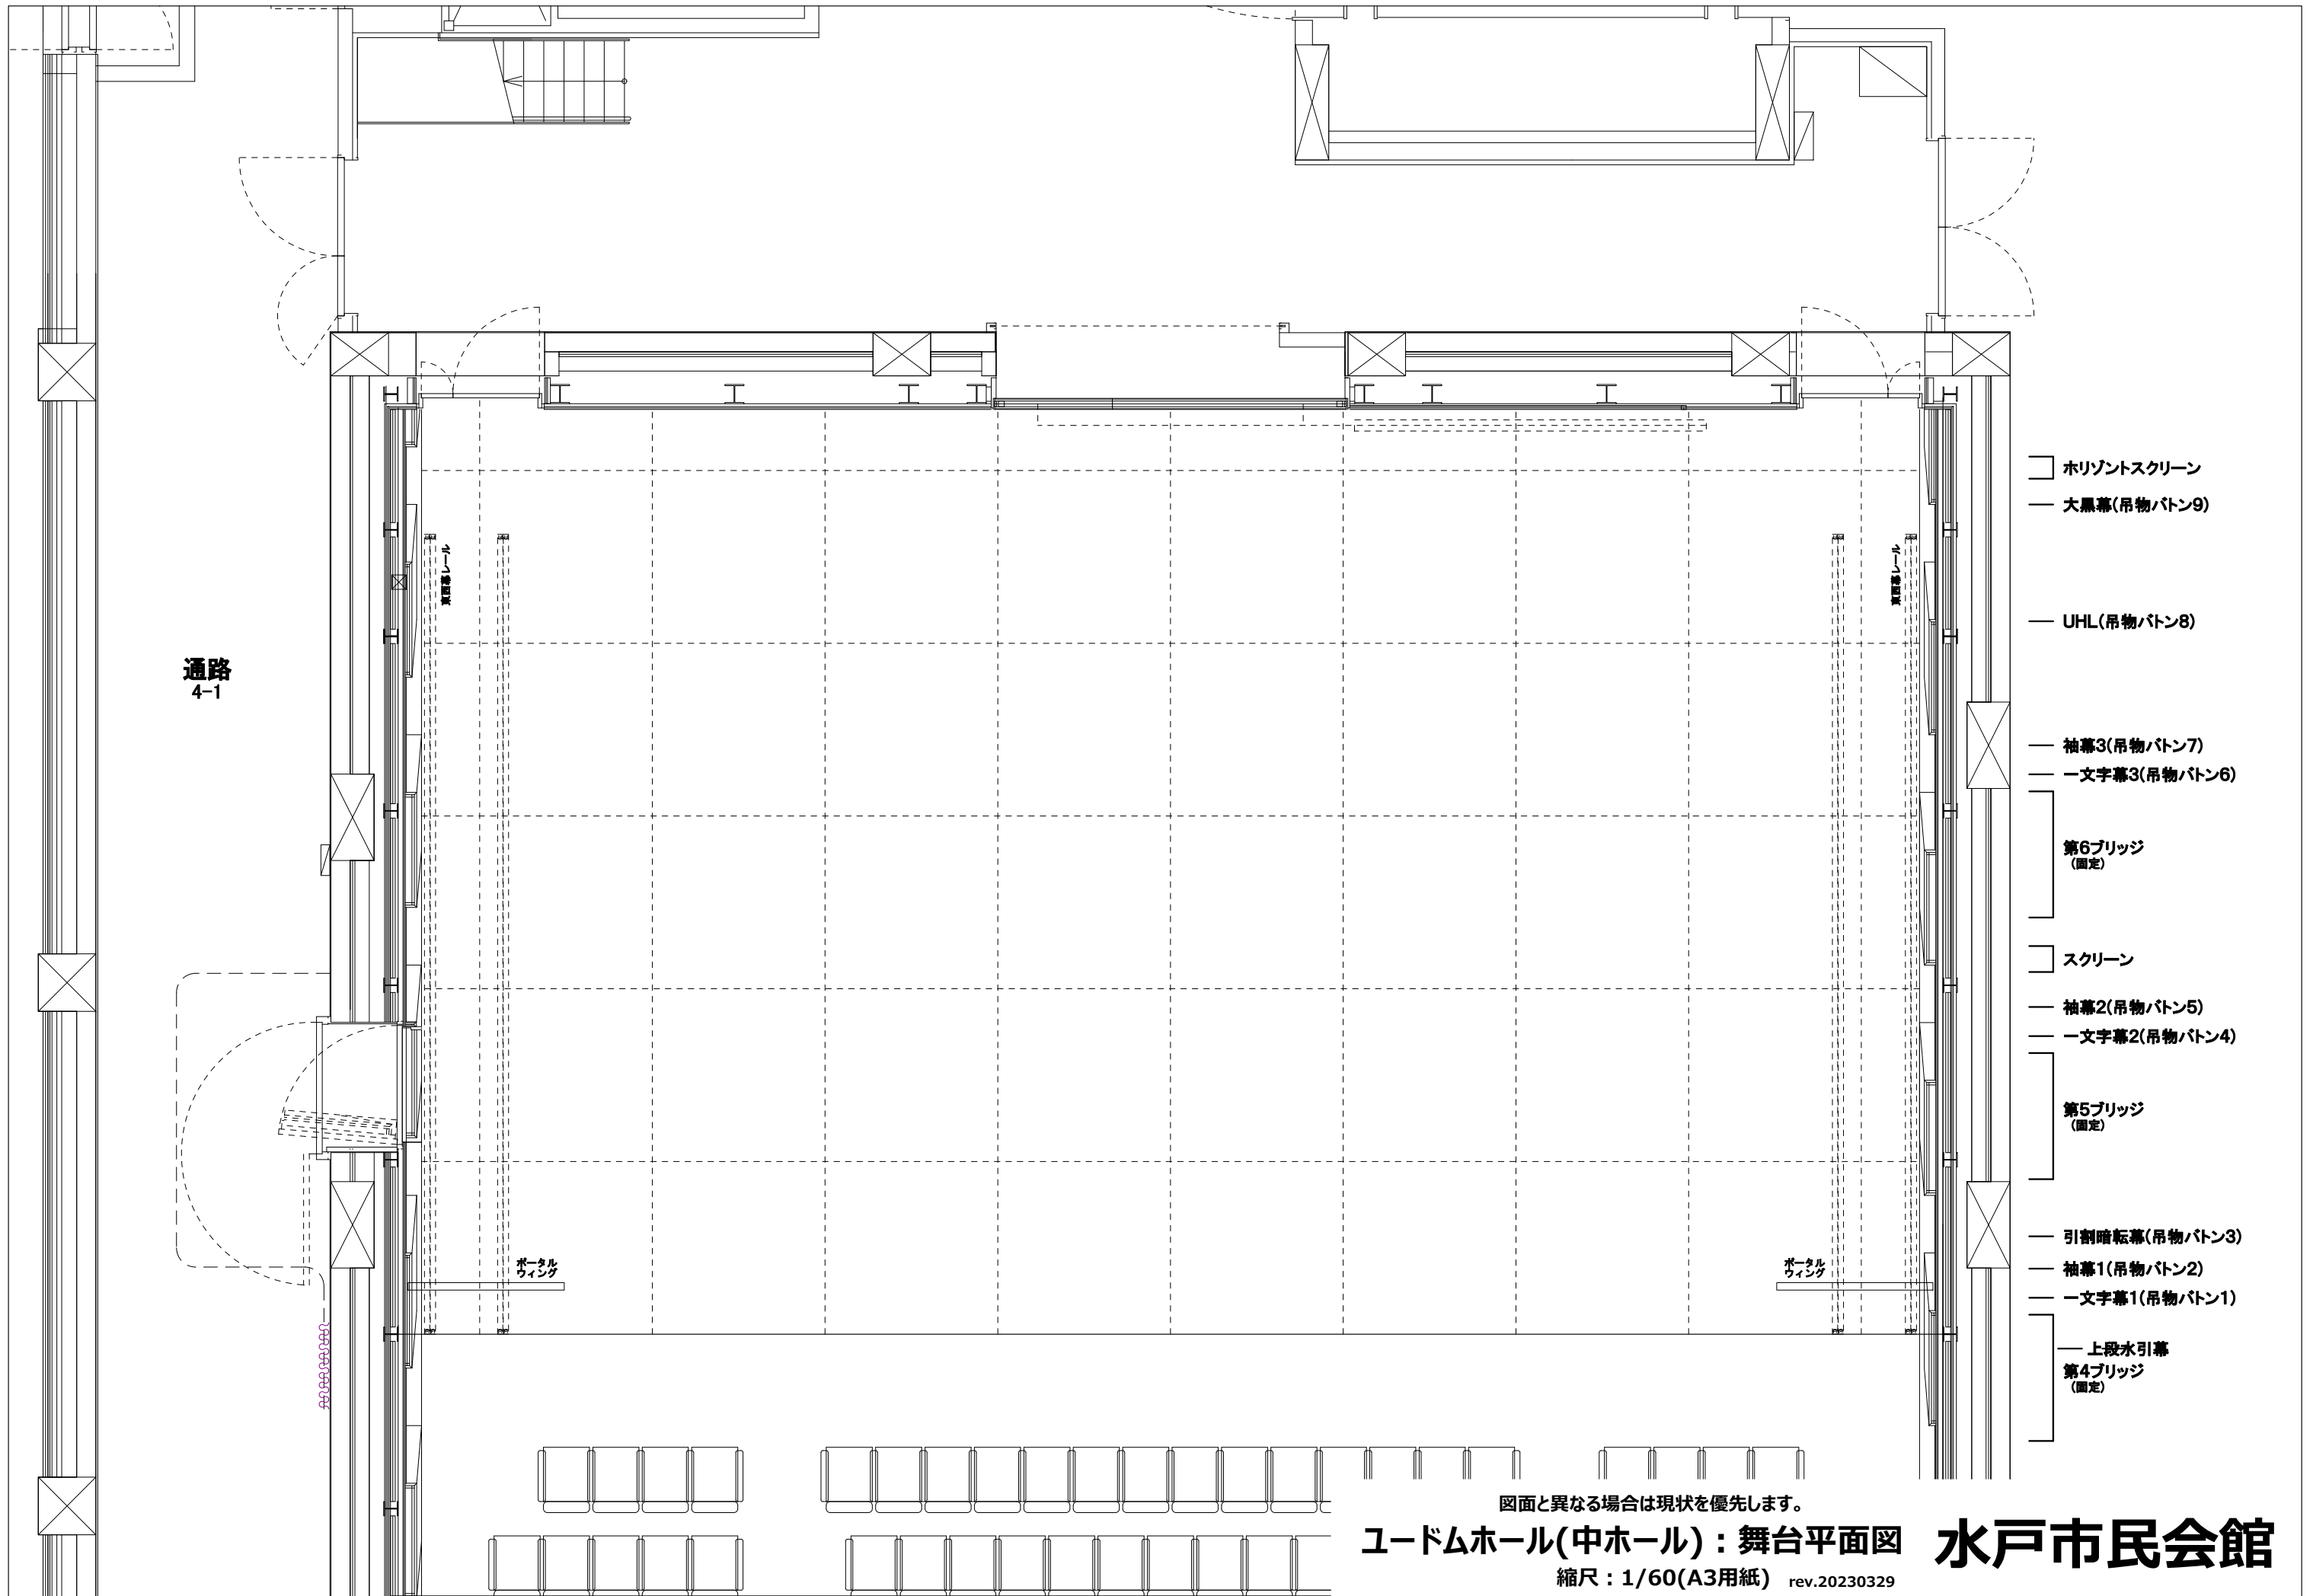 ホリゾントスクリーン
大黒幕(吊物バトン9)
東西幕レール
東西幕レール
UHL(吊物バトン8)
通路
4-1
袖幕3(吊物バトン7)
一文字幕3(吊物バトン6)
第6ブリッジ
(固定)
スクリーン
袖幕2(吊物バトン5)
一文字幕2(吊物バトン4)
第5ブリッジ
(固定)
引割暗転幕(吊物バトン3)
ポータル
ウィング
ポータル
ウィング
袖幕1(吊物バトン2)
一文字幕1(吊物バトン1)
上段水引幕
第4ブリッジ
(固定)
図面と異なる場合は現状を優先します。
ユードムホール(中ホール)：舞台平面図
水戸市民会館
縮尺：1/60(A3用紙) rev.20230329